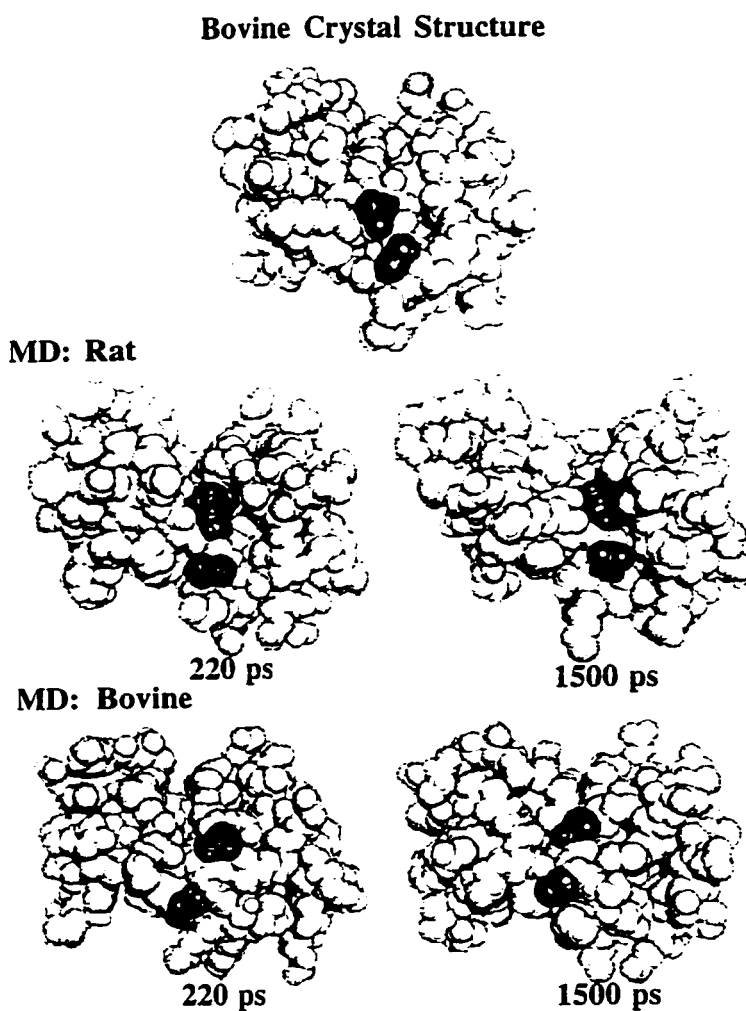 Bovine Crystal Structure
MD: Rat
220 ps
1500 ps
MD: Bovine
220 ps
1500 ps